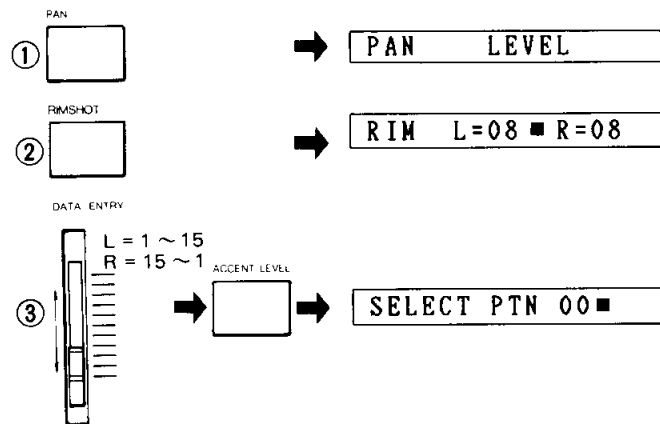 PAN
① PAN LEVEL
RIMSHOT
② RIM L=08 ■ R=08
DATA ENTRY
L = 1 ~ 15
R = 15 ~ 1
ACCENT LEVEL
③ SELECT PTN 00 ■